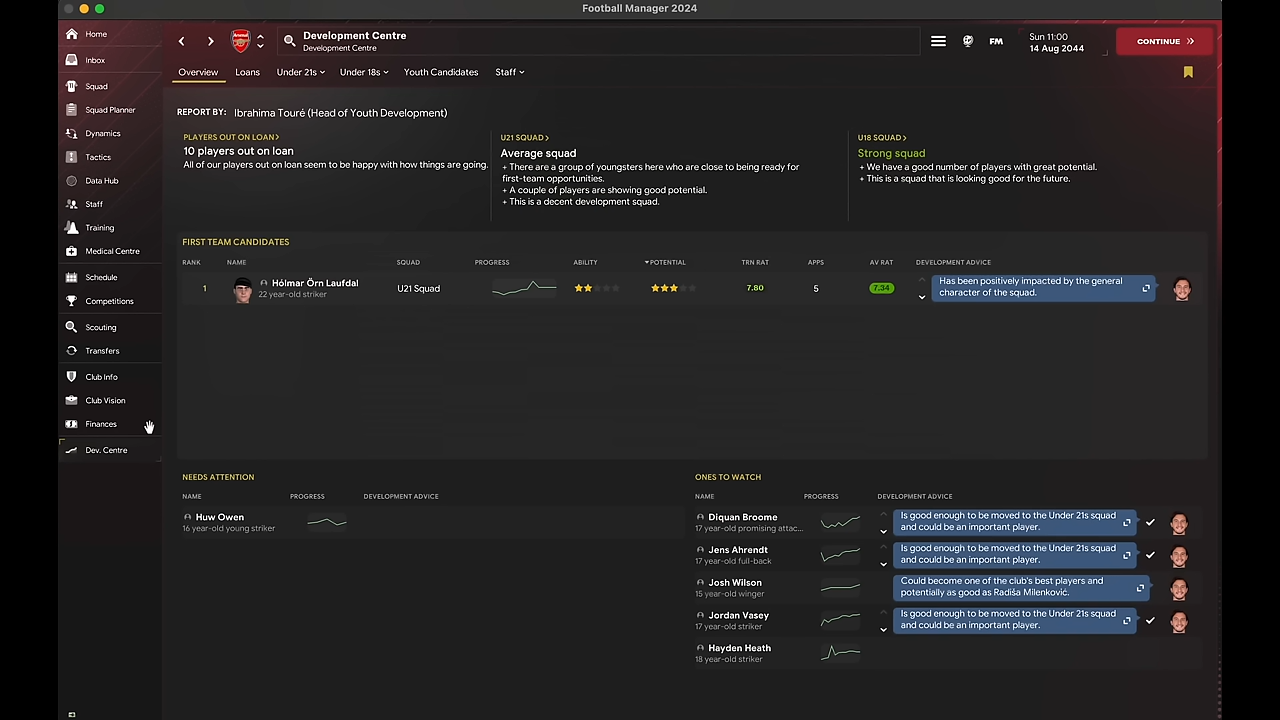 Football Manager 2024
Home
Inbox
Squad
Squad Planner
Dynamics
Tactics
Data Hub
Staff
Training
Medical Centre
Schedule
Competitions
Scouting
Transfers
Club Info
Club Vision
Finances
Dev. Centre
Arsenal
Development Centre
Development Centre
FM
Sun 11:00
14 Aug 2044
CONTINUE
Overview
Loans
Under 21s
Under 18s
Youth Candidates
Staff
REPORT BY: Ibrahima Touré (Head of Youth Development)
PLAYERS OUT ON LOAN>
10 players out on loan
All of our players out on loan seem to be happy with how things are going.
U21 SQUAD>
Average squad
+ There are a group of youngsters here who are close to being ready for
first-team opportunities.
+ A couple of players are showing good potential.
+ This is a decent development squad.
U18 SQUAD>
Strong squad
+ We have a good number of players with great potential.
+ This is a squad that is looking good for the future.
FIRST TEAM CANDIDATES
RANK NAME SQUAD PROGRESS ABILITY POTENTIAL TRN RAT APPS AV RAT DEVELOPMENT ADVICE
1 Hólmar Örn Laufdal U21 Squad 7.80 5 7.34
22 year-old striker
Has been positively impacted by the general
character of the squad.
NEEDS ATTENTION
NAME PROGRESS DEVELOPMENT ADVICE
Huw Owen
16 year-old young striker
ONES TO WATCH
NAME PROGRESS DEVELOPMENT ADVICE
Diquan Broome
17 year-old promising attac...
Is good enough to be moved to the Under 21s squad
and could be an important player.
Jens Ahrendt
17 year-old full-back
Is good enough to be moved to the Under 21s squad
and could be an important player.
Josh Wilson
15 year-old winger
Could become one of the club's best players and
potentially as good as Radiša Milenković.
Jordan Vasey
17 year-old striker
Is good enough to be moved to the Under 21s squad
and could be an important player.
Hayden Heath
18 year-old striker